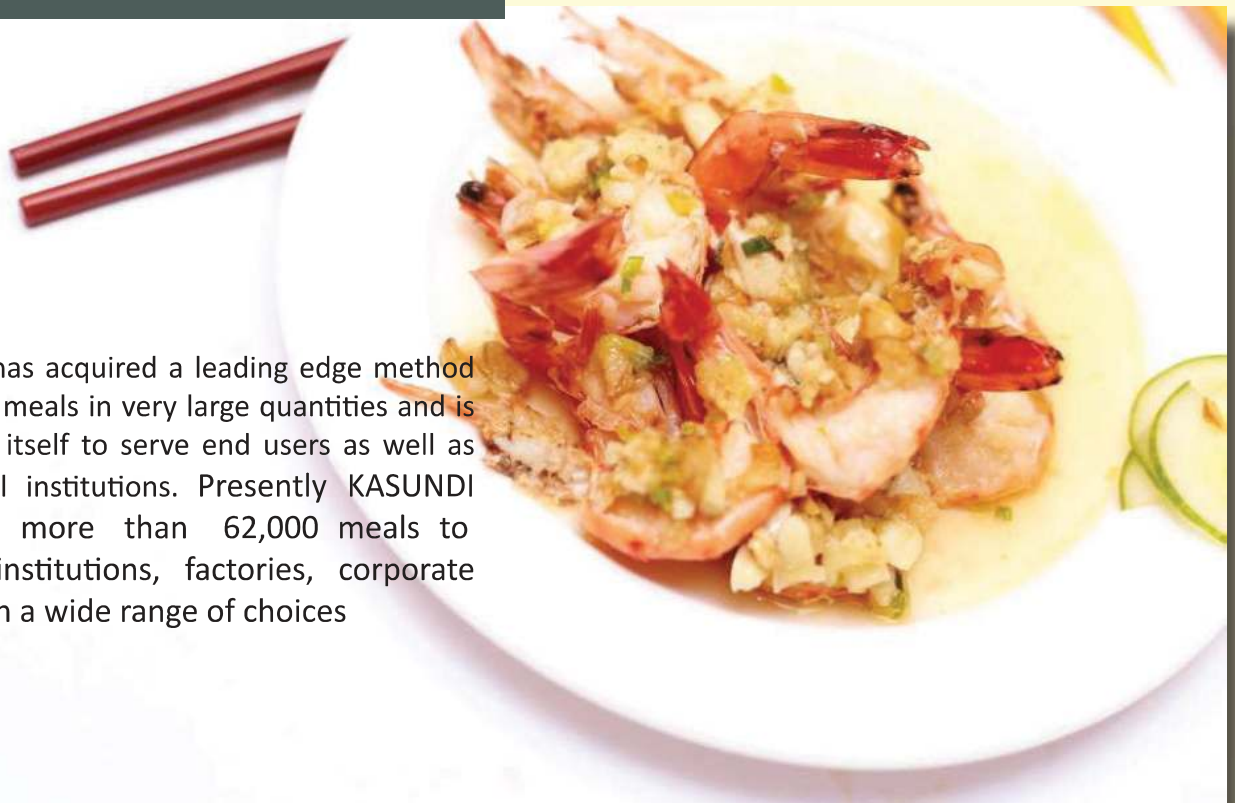 has acquired a leading edge method
meals in very large quantities and is
itself to serve end users as well as
institutions. Presently KASUNDI
more than 62,000 meals to
institutions, factories, corporate
a wide range of choices